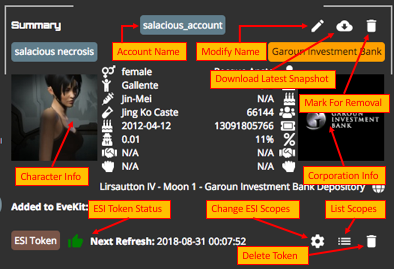 Summary
salacious_account
salacious necrosis
Account Name
Modify Name
Garoun Investment Bank
Download Latest Snapshot
female
Gallente
Mark For Removal
Jin-Mei
N/A
Jing Ko Caste
66144
GAROUN
INVESTMENT
BANK
2012-04-12
13091805766
0.01
11%
N/A
N/A
N/A
N/A
Character Info
Corporation Info
Lirsautton IV - Moon 1 - Garoun Investment Bank Depository
Added to EveKit:
ESI Token Status
Change ESI Scopes
List Scopes
ESI Token
Next Refresh: 2018-08-31 00:07:52
Delete Token